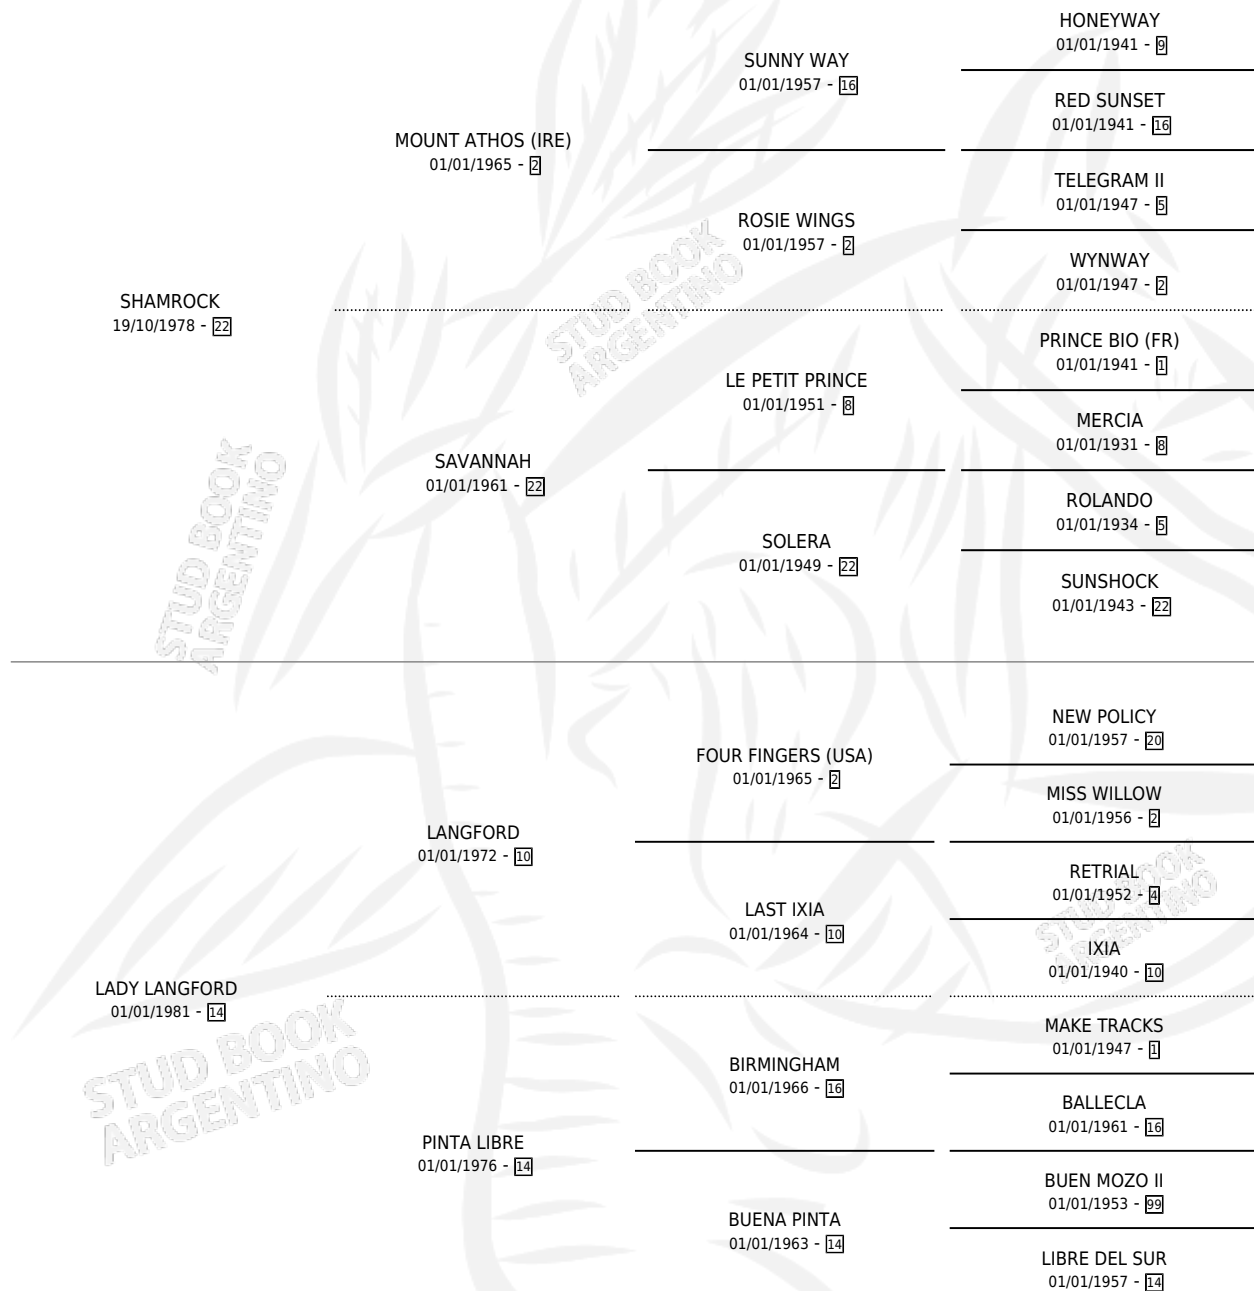 HONEYWAY
01/01/1941 - 9
SUNNY WAY
01/01/1957 - 16
RED SUNSET
01/01/1941 - 16
MOUNT ATHOS (IRE)
01/01/1965 - 2
TELEGRAM II
01/01/1947 - 5
ROSIE WINGS
01/01/1957 - 2
WYNWAY
01/01/1947 - 2
SHAMROCK
19/10/1978 - 22
STUD BOOK
ARGENTINO
PRINCE BIO (FR)
01/01/1941 - 1
LE PETIT PRINCE
01/01/1951 - 8
MERCIA
01/01/1931 - 8
SAVANNAH
01/01/1961 - 22
ROLANDO
01/01/1934 - 5
SOLERA
01/01/1949 - 22
SUNSHOCK
01/01/1943 - 22
STUD BOOK
ARGENTINO
NEW POLICY
01/01/1957 - 20
FOUR FINGERS (USA)
01/01/1965 - 2
MISS WILLOW
01/01/1956 - 2
LANGFORD
01/01/1972 - 10
RETRIAL
01/01/1952 - 4
LAST IXIA
01/01/1964 - 10
STUD BOOK
ARGENTINO
IXIA
01/01/1940 - 10
LADY LANGFORD
01/01/1981 - 14
STUD BOOK
ARGENTINO
MAKE TRACKS
01/01/1947 - 1
BIRMINGHAM
01/01/1966 - 16
BALLECLA
01/01/1961 - 16
PINTA LIBRE
01/01/1976 - 14
BUEN MOZO II
01/01/1953 - 99
BUENA PINTA
01/01/1963 - 14
LIBRE DEL SUR
01/01/1957 - 14